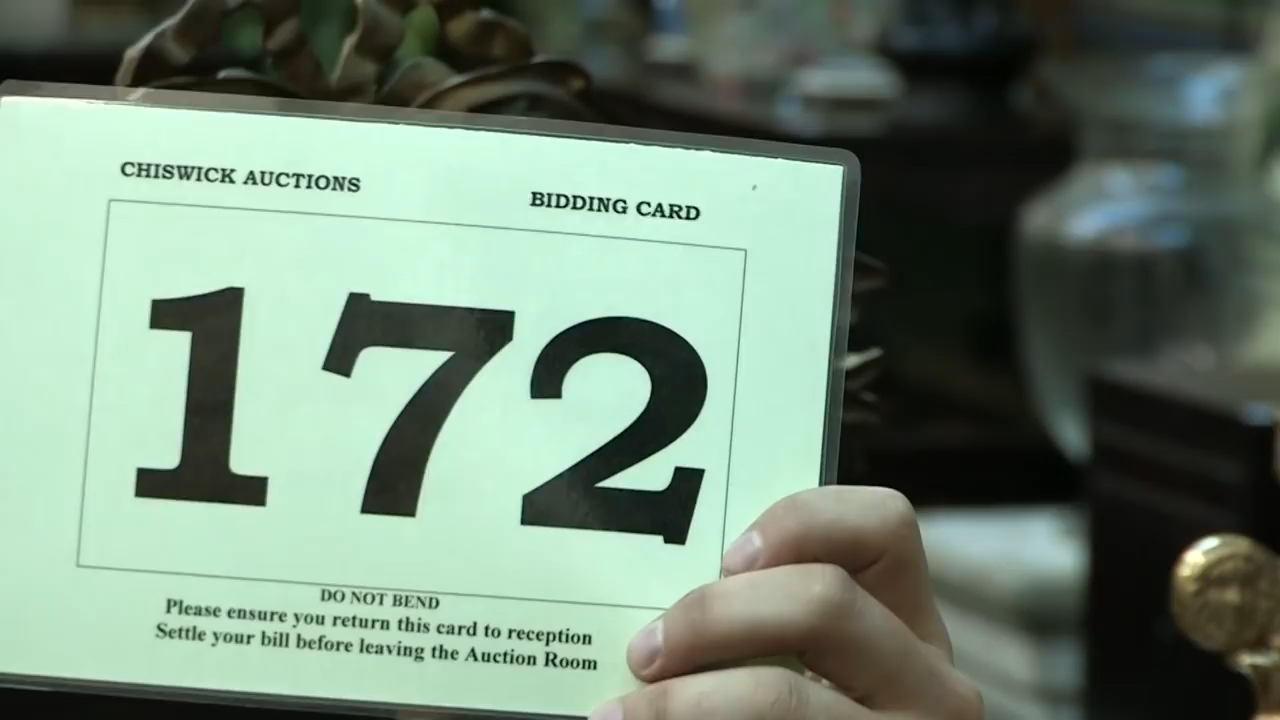 CHISWICK AUCTIONS BIDDING CARD
172
DO NOT BEND
Please ensure you return this card to reception
Settle your bill before leaving the Auction Room